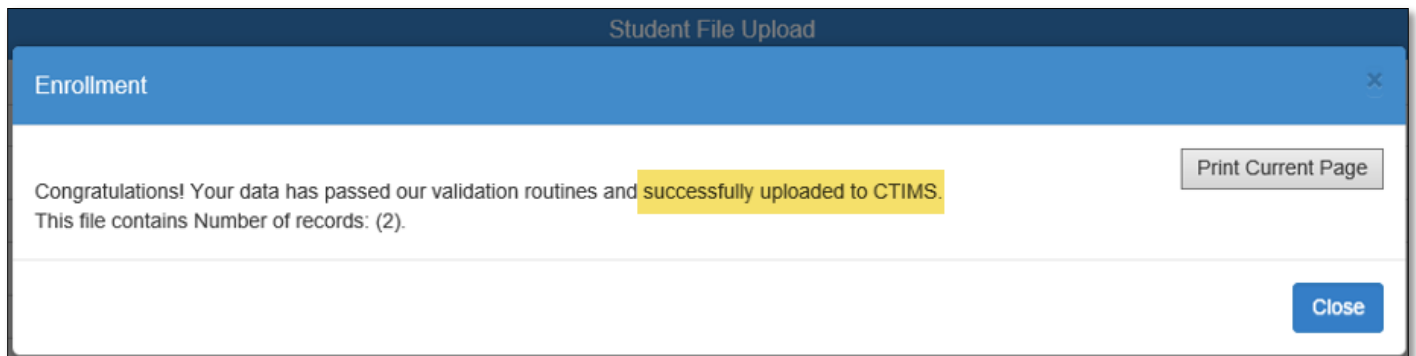 Student File Upload
Enrollment
×
Print Current Page
Congratulations! Your data has passed our validation routines and successfully uploaded to CTIMS.
This file contains Number of records: (2).
Close